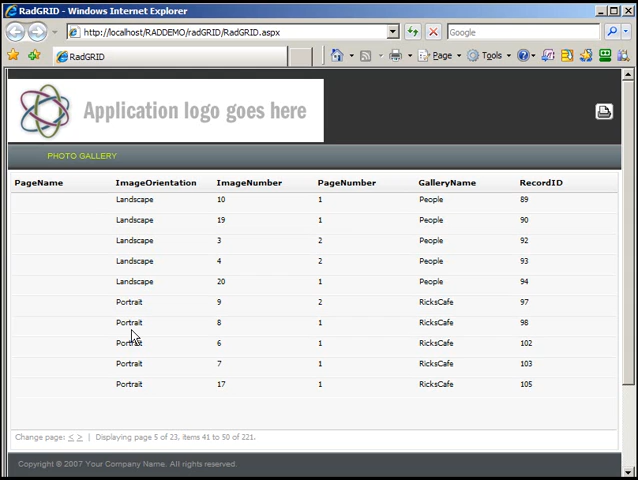 RadGRID - Windows Internet Explorer
http://localhost/RADDEMO/radGRID/RadGRID.aspx
Google
RadGRID
Page
Tools
Application logo goes here
PHOTO GALLERY
PageName ImageOrientation ImageNumber PageNumber GalleryName RecordID
Landscape 10 1 People 89
Landscape 19 1 People 90
Landscape 3 2 People 92
Landscape 4 2 People 93
Landscape 20 1 People 94
Portrait 9 2 RicksCafe 97
Portrait 8 1 RicksCafe 98
Portrait 6 1 RicksCafe 102
Portrait 7 1 RicksCafe 103
Portrait 17 1 RicksCafe 105
Change page: < > | Displaying page 5 of 23, items 41 to 50 of 221.
Copyright © 2007 Your Company Name. All rights reserved.